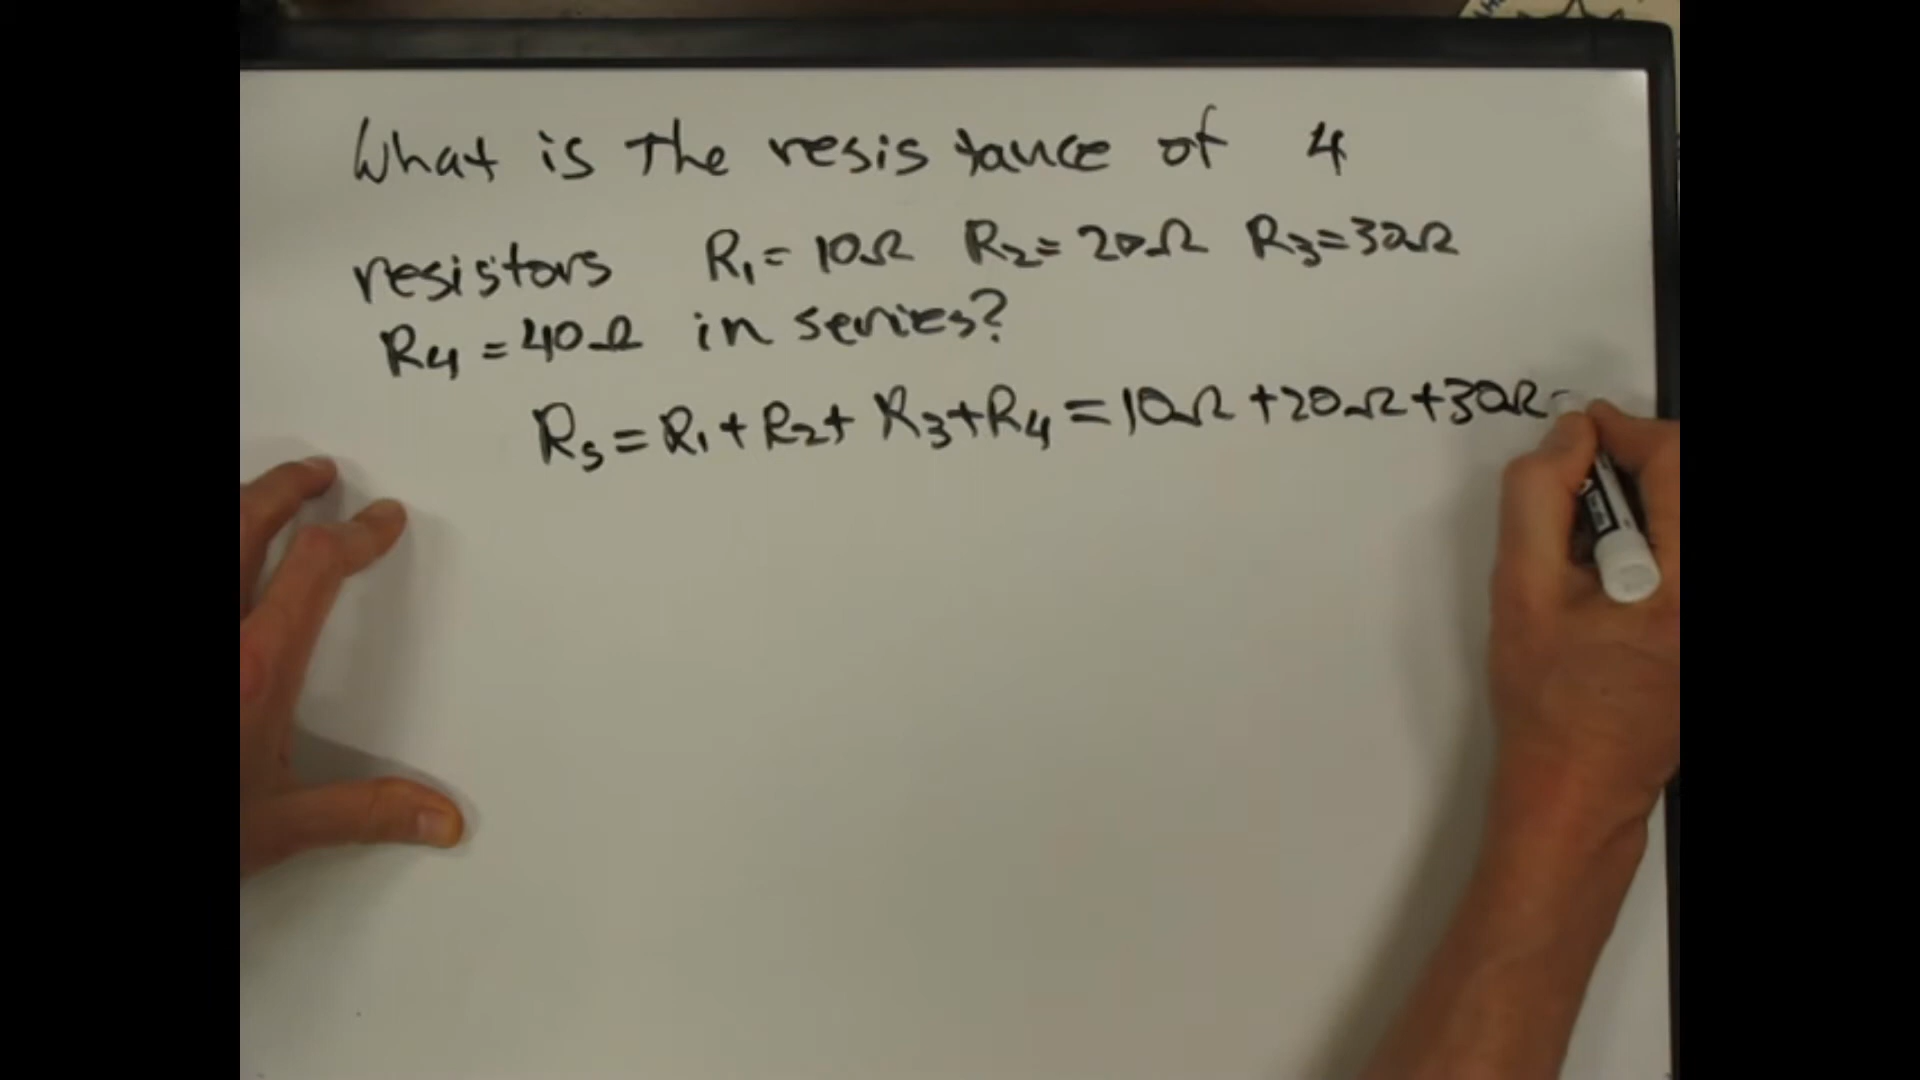 What is the resistance of 4
resistors R₁ = 10Ω R₂ = 20Ω R₃ = 30Ω
R₄ = 40Ω in series?
Rₛ = R₁ + R₂ + R₃ + R₄ = 10Ω + 20Ω + 30Ω